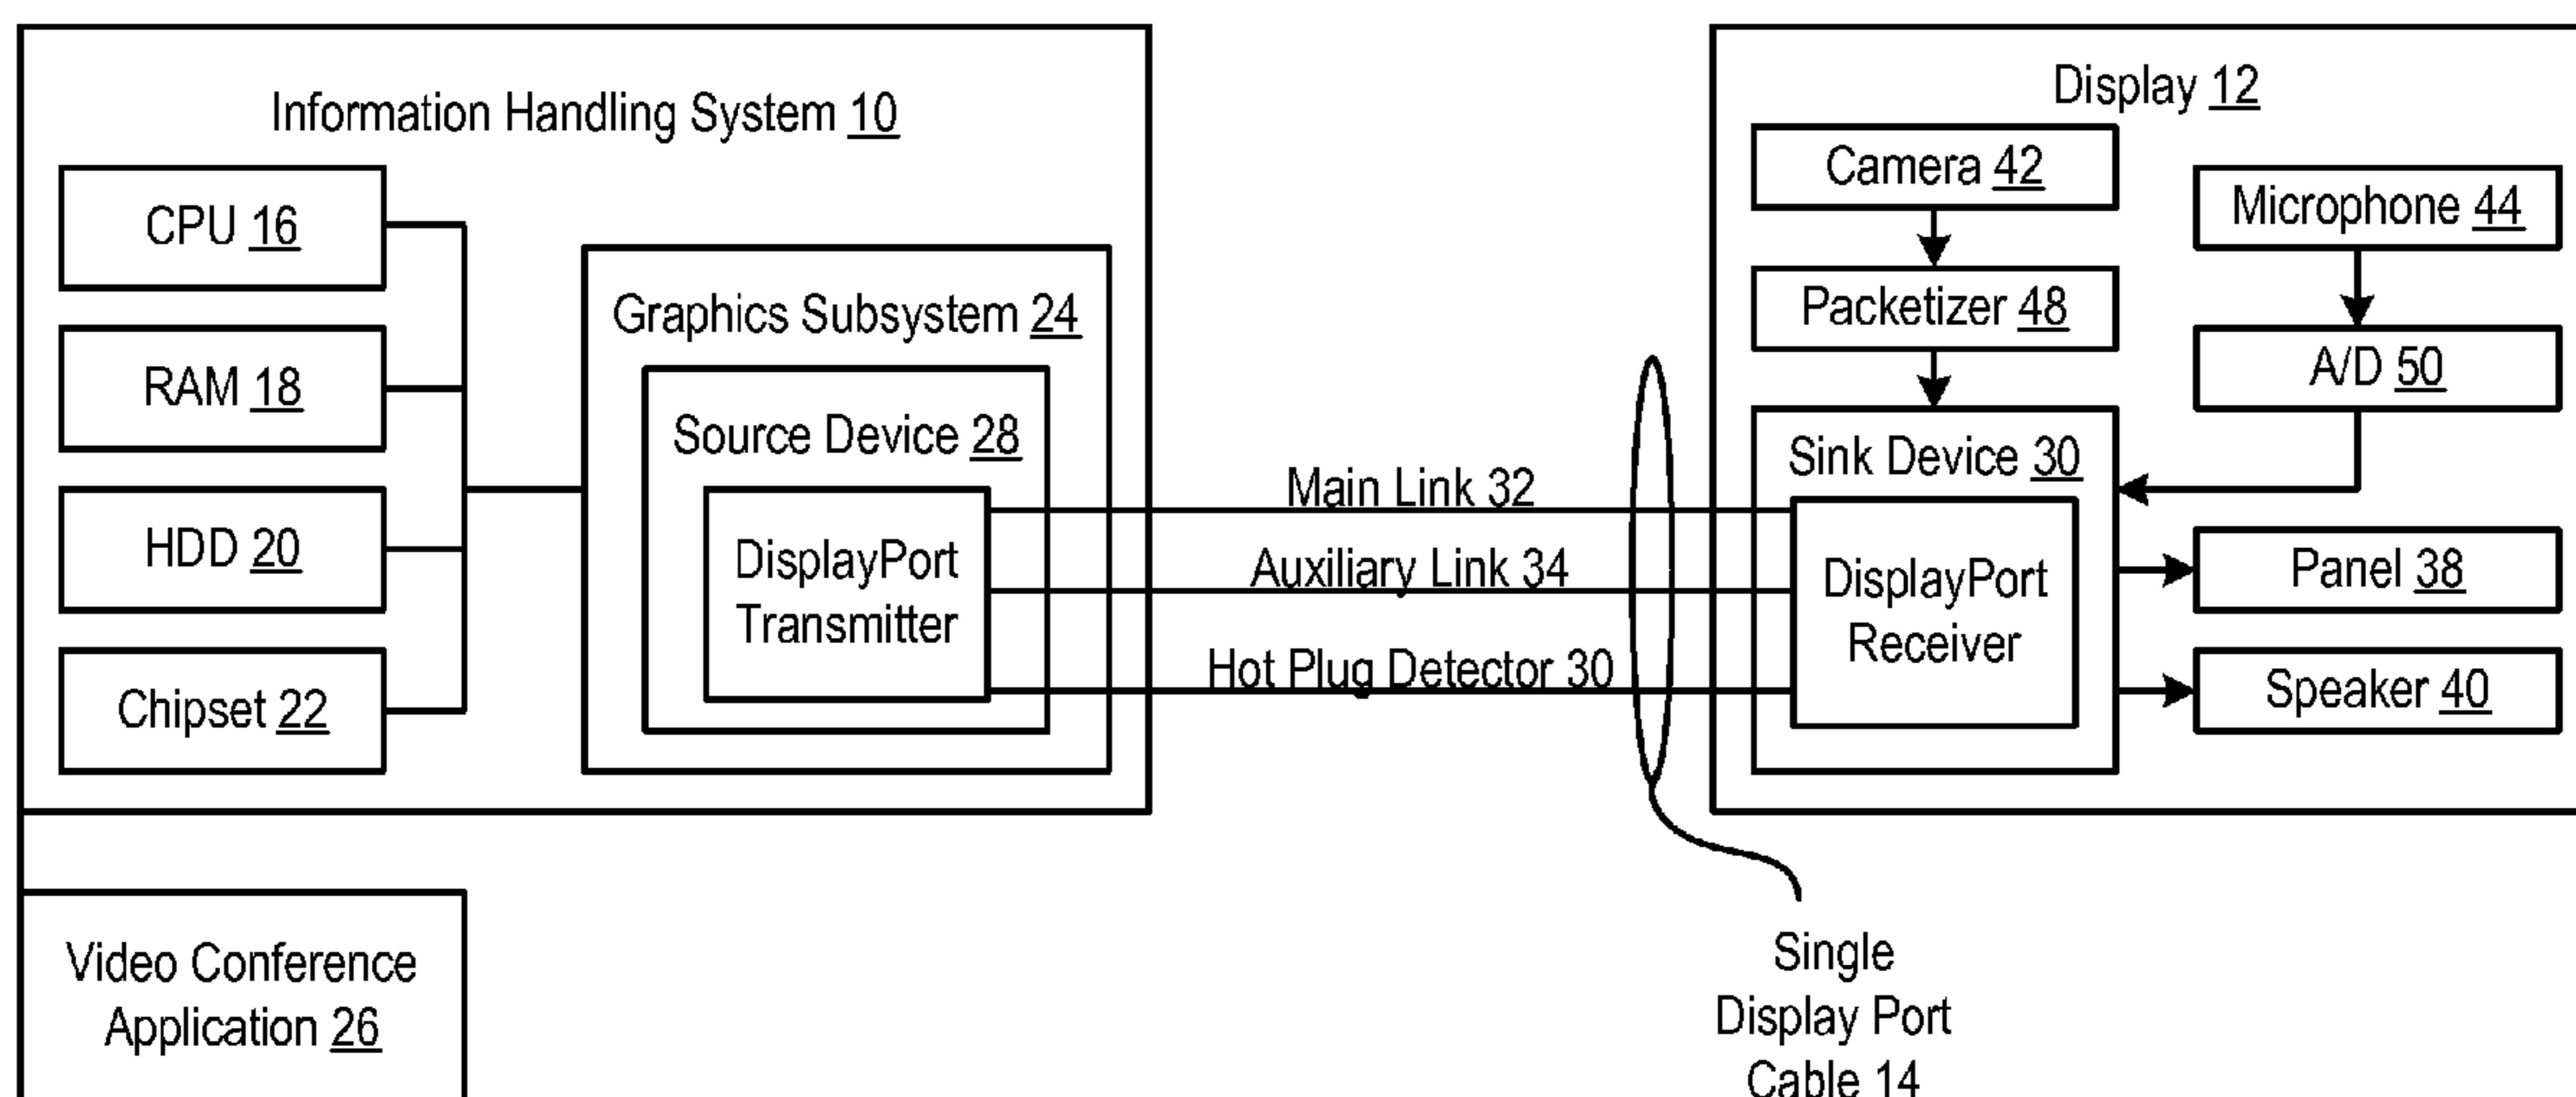 Information Handling System 10
CPU 16
RAM 18
HDD 20
Chipset 22
Graphics Subsystem 24
Source Device 28
DisplayPort
Transmitter
Video Conference
Application 26
Main Link 32
Auxiliary Link 34
Hot Plug Detector 30
Single
Display Port
Cable 14
Display 12
Camera 42
Packetizer 48
Sink Device 30
DisplayPort
Receiver
Microphone 44
A/D 50
Panel 38
Speaker 40